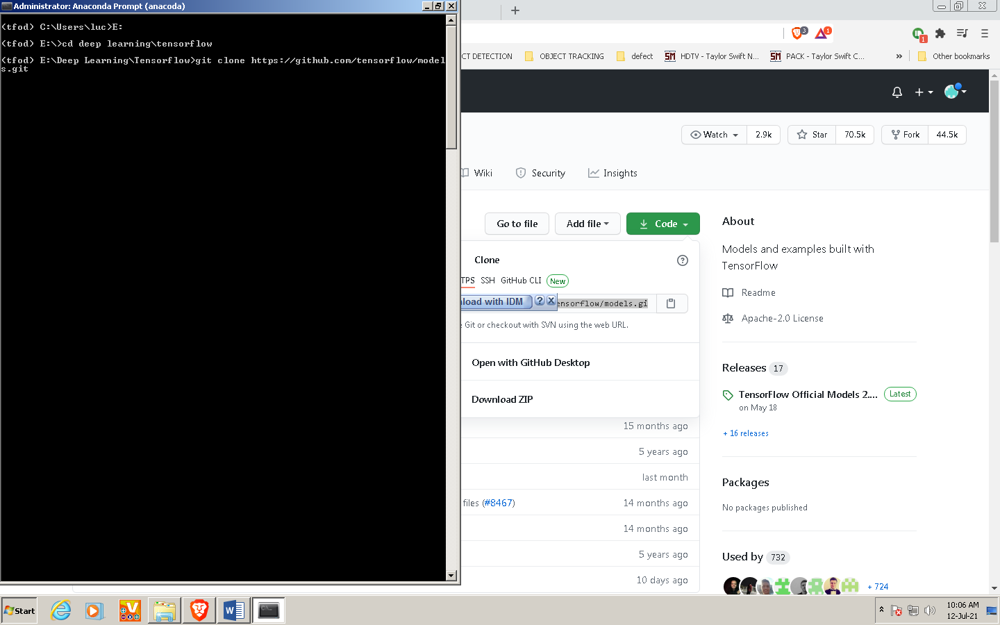 Administrator: Anaconda Prompt (anacoda)
(tfod) C:\Users\luc>E:
(tfod) E:\>cd deep learning\tensorflow
(tfod) E:\Deep Learning\Tensorflow>git clone https://github.com/tensorflow/model
s.git
3
1
1
CT DETECTION
OBJECT TRACKING
defect
SM
HDTV - Taylor Swift N...
SM
PACK - Taylor Swift C...
»
Other bookmarks
Watch
2.9k
Star
70.5k
Fork
44.5k
Wiki
Security
Insights
Go to file
Add file
Code
Clone
TPS
SSH
GitHub CLI
New
nload with IDM
ensorflow/models.gi
e Git or checkout with SVN using the web URL.
Open with GitHub Desktop
Download ZIP
15 months ago
5 years ago
last month
files (#8467)
14 months ago
14 months ago
5 years ago
10 days ago
About
Models and examples built with
TensorFlow
Readme
Apache-2.0 License
Releases 17
TensorFlow Official Models 2....
Latest
on May 18
+ 16 releases
Packages
No packages published
Used by 732
+ 724
Start
10:06 AM
12-Jul-21